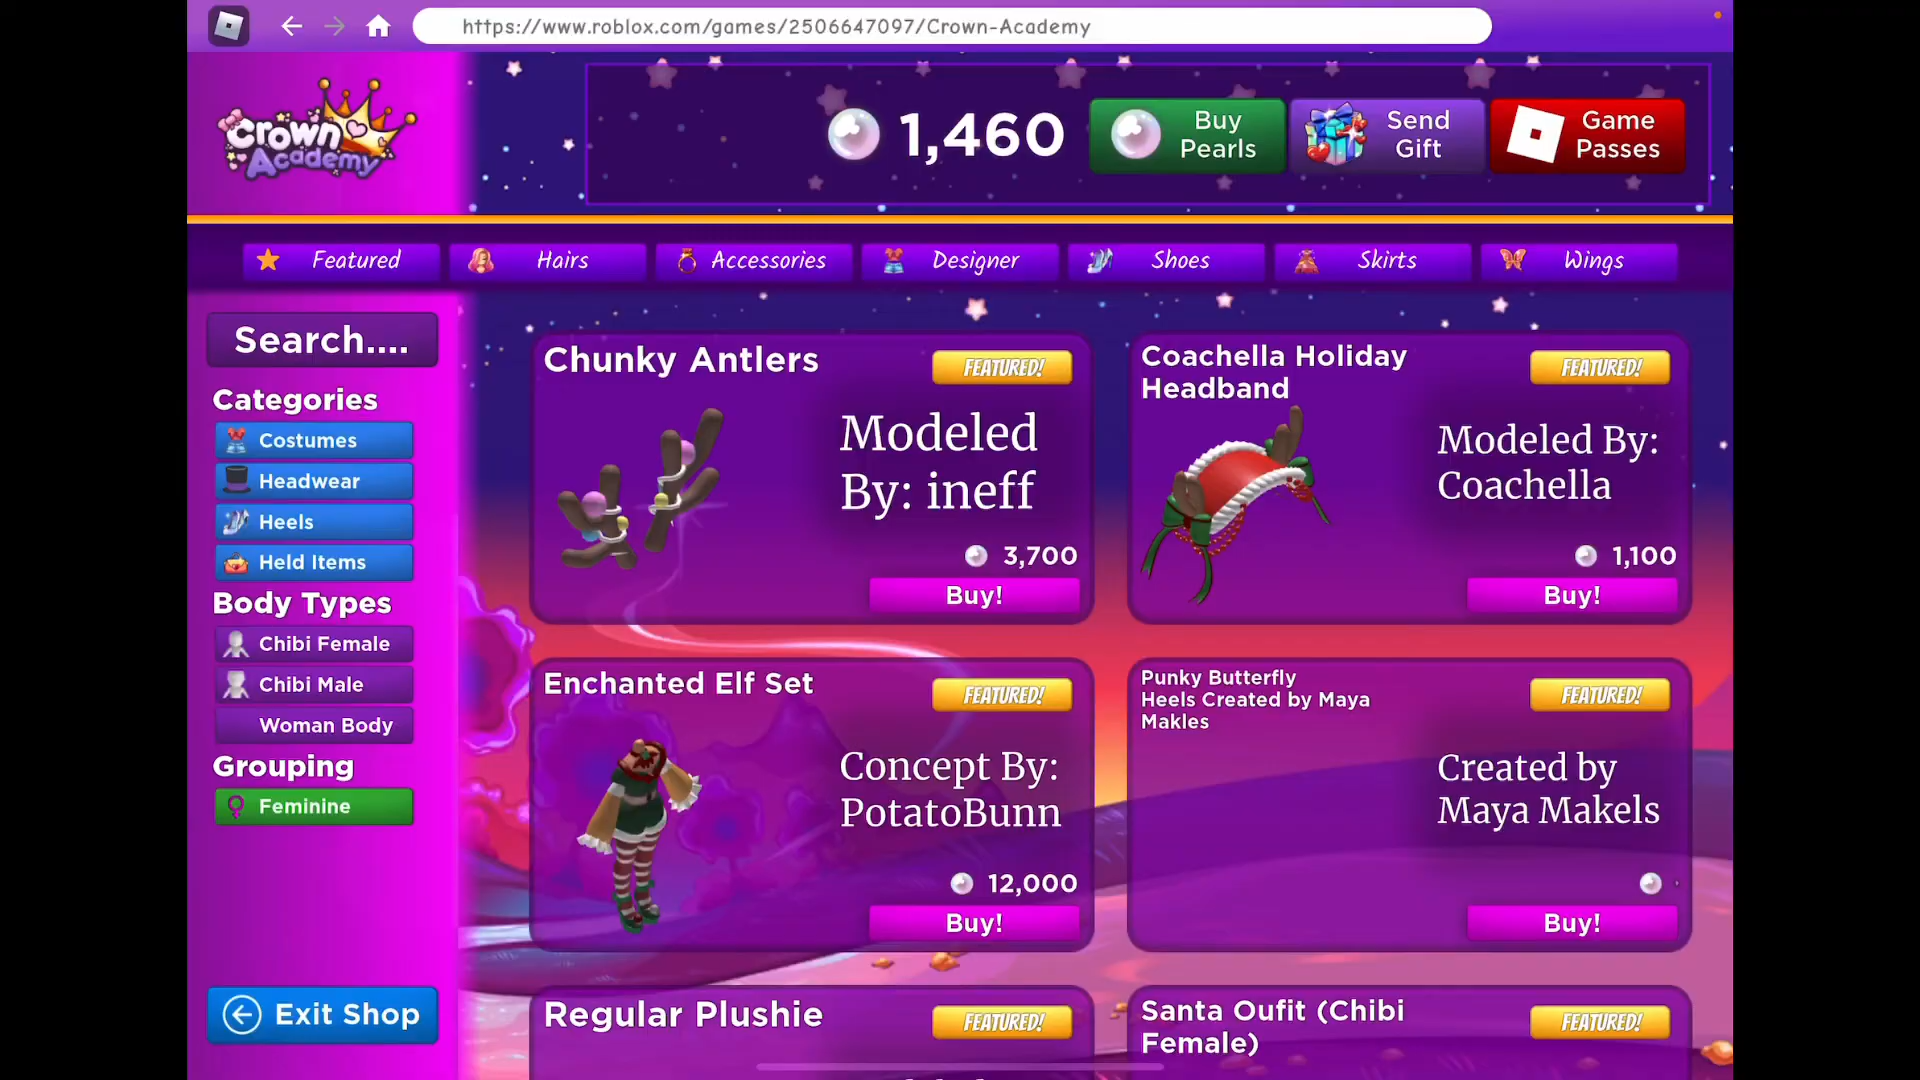 https://www.roblox.com/games/2506647097/Crown-Academy
Crown
Academy
1,460
Buy
Pearls
Send
Gift
Game
Passes
Featured
Hairs
Accessories
Designer
Shoes
Skirts
Wings
Search....
Categories
Costumes
Headwear
Heels
Held Items
Body Types
Chibi Female
Chibi Male
Woman Body
Grouping
Feminine
Exit Shop
Chunky Antlers
FEATURED!
Modeled
By: ineff
3,700
Buy!
Coachella Holiday
Headband
FEATURED!
Modeled By:
Coachella
1,100
Buy!
Enchanted Elf Set
FEATURED!
Concept By:
PotatoBunn
12,000
Buy!
Punky Butterfly
Heels Created by Maya
Makles
FEATURED!
Created by
Maya Makels
Buy!
Regular Plushie
FEATURED!
Santa Oufit (Chibi
Female)
FEATURED!